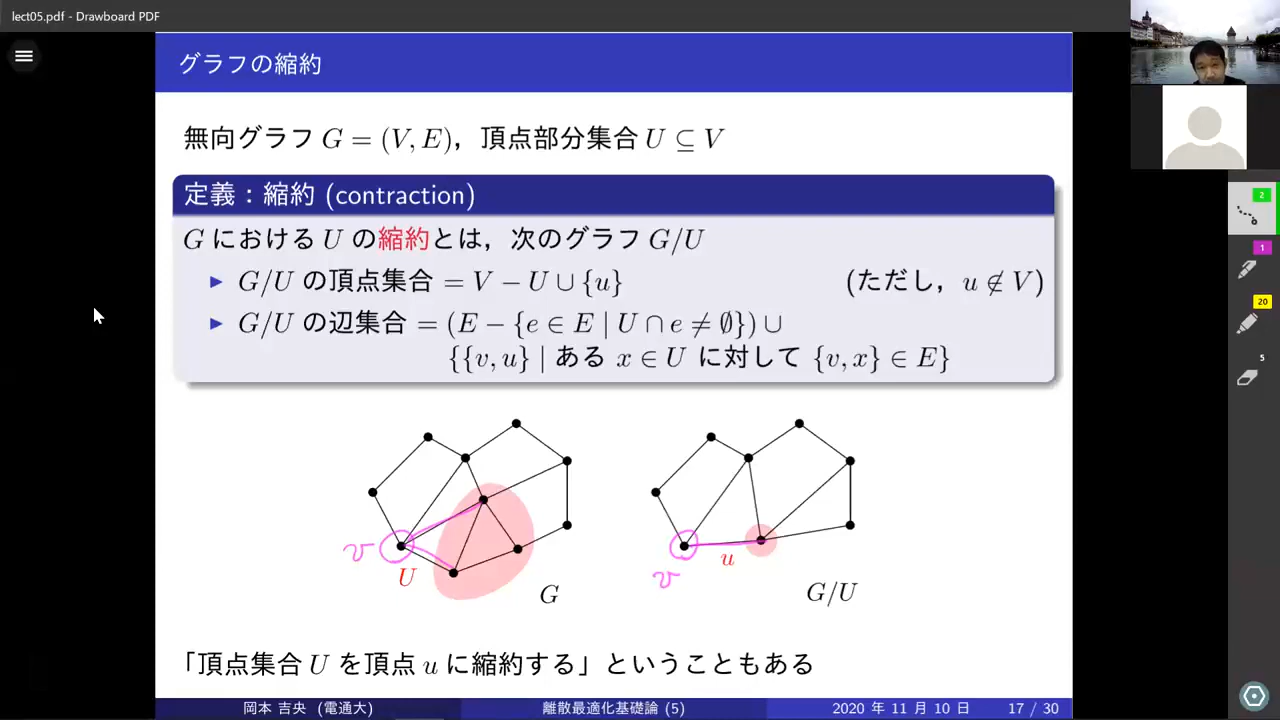 lect05.pdf - Drawboard PDF
グラフの縮約
無向グラフ G = (V, E), 頂点部分集合 U ⊆ V
定義:縮約 (contraction)
G における U の縮約とは, 次のグラフ G/U
▶ G/U の頂点集合 = V − U ∪ {u} (ただし, u ∉ V)
▶ G/U の辺集合 = (E − {e ∈ E | U ∩ e ≠ ∅}) ∪
{{v, u} | ある x ∈ U に対して {v, x} ∈ E}
v
U
G
v
u
G/U
「頂点集合 U を頂点 u に縮約する」ということもある
岡本 吉央 (電通大) 離散最適化基礎論 (5) 2020 年 11 月 10 日 17 / 30
2
1
20
5